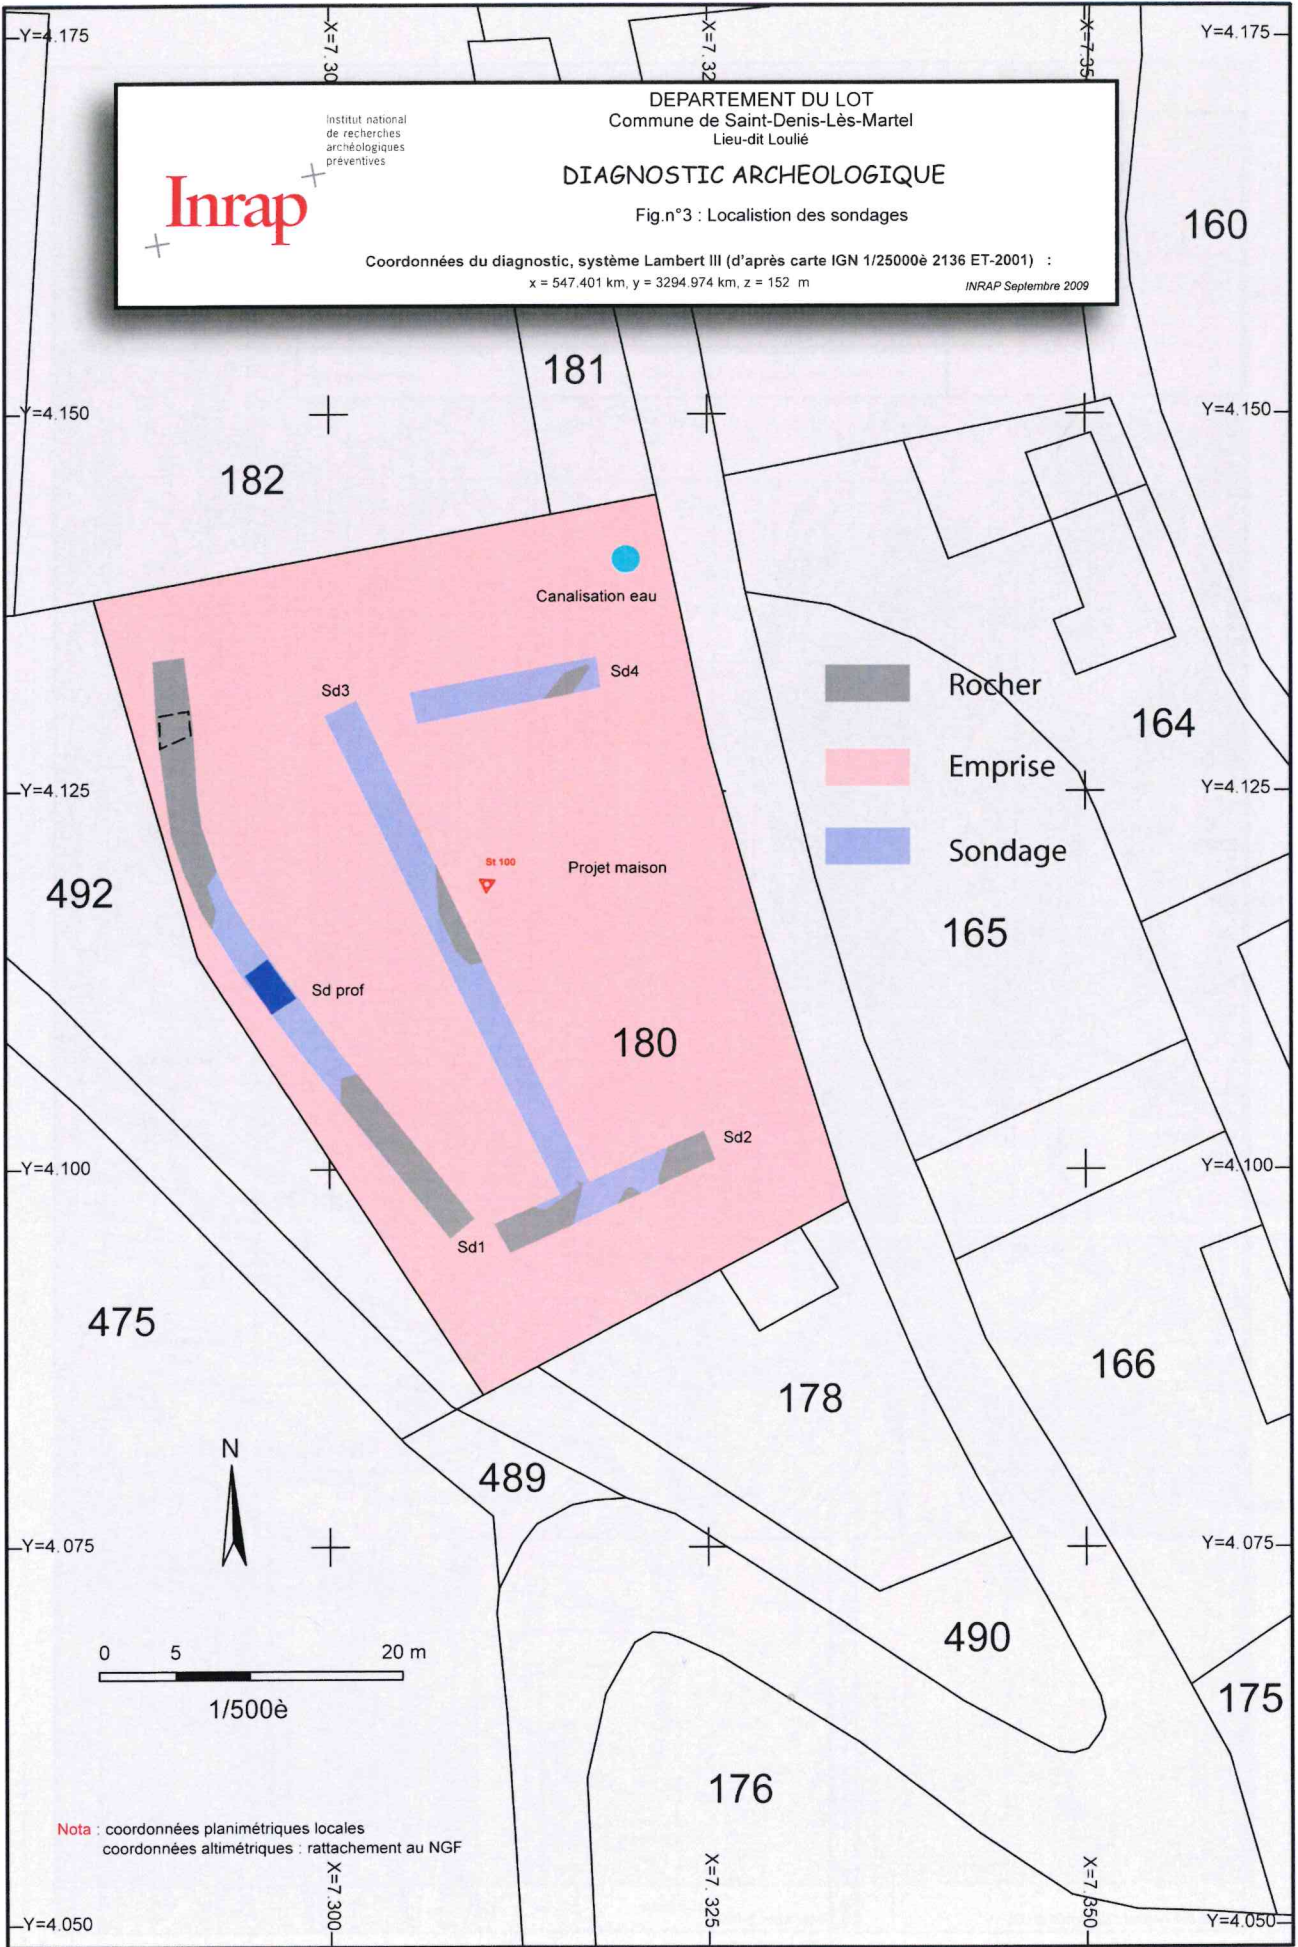 Y=4.175
X=7.30
X=7.32
X=7.35
Y=4.175
Institut national
de recherches
archéologiques
préventives
Inrap
DEPARTEMENT DU LOT
Commune de Saint-Denis-Lès-Martel
Lieu-dit Loulié
DIAGNOSTIC ARCHEOLOGIQUE
Fig.n°3 : Localistion des sondages
Coordonnées du diagnostic, système Lambert III (d'après carte IGN 1/25000è 2136 ET-2001) :
x = 547.401 km, y = 3294.974 km, z = 152 m
INRAP Septembre 2009
160
181
Y=4.150
Y=4.150
182
Canalisation eau
Sd3
Sd4
Rocher
164
Emprise
Y=4.125
Y=4.125
Sondage
St 100
Projet maison
492
165
Sd prof
180
Sd2
Y=4.100
Y=4.100
Sd1
475
166
178
N
489
Y=4.075
Y=4.075
490
0 5 20 m
1/500è
175
176
Nota : coordonnées planimétriques locales
coordonnées altimétriques : rattachement au NGF
X=7.300
X=7.325
X=7.350
Y=4.050
Y=4.050